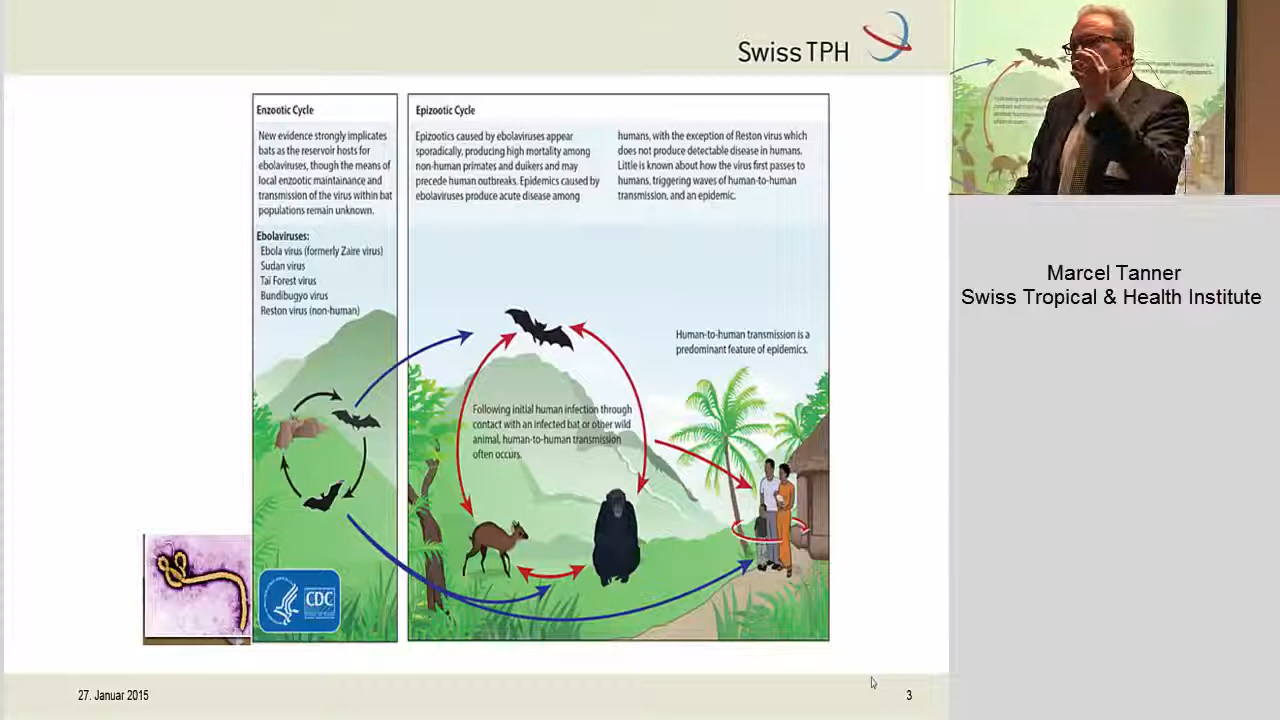 Swiss TPH
Enzootic Cycle
New evidence strongly implicates
bats as the reservoir hosts for
ebolaviruses, though the means of
local enzootic maintainance and
transmission of the virus within bat
populations remain unknown.
Ebolaviruses:
Ebola virus (formerly Zaire virus)
Sudan virus
Taï Forest virus
Bundibugyo virus
Reston virus (non-human)
CDC
Epizootic Cycle
Epizootics caused by ebolaviruses appear
sporadically, producing high mortality among
non-human primates and duikers and may
precede human outbreaks. Epidemics caused by
ebolaviruses produce acute disease among
humans, with the exception of Reston virus which
does not produce detectable disease in humans.
Little is known about how the virus first passes to
humans, triggering waves of human-to-human
transmission, and an epidemic.
Human-to-human transmission is a
predominant feature of epidemics.
Following initial human infection through
contact with an infected bat or other wild
animal, human-to-human transmission
often occurs.
Marcel Tanner
Swiss Tropical & Health Institute
27. Januar 2015
3